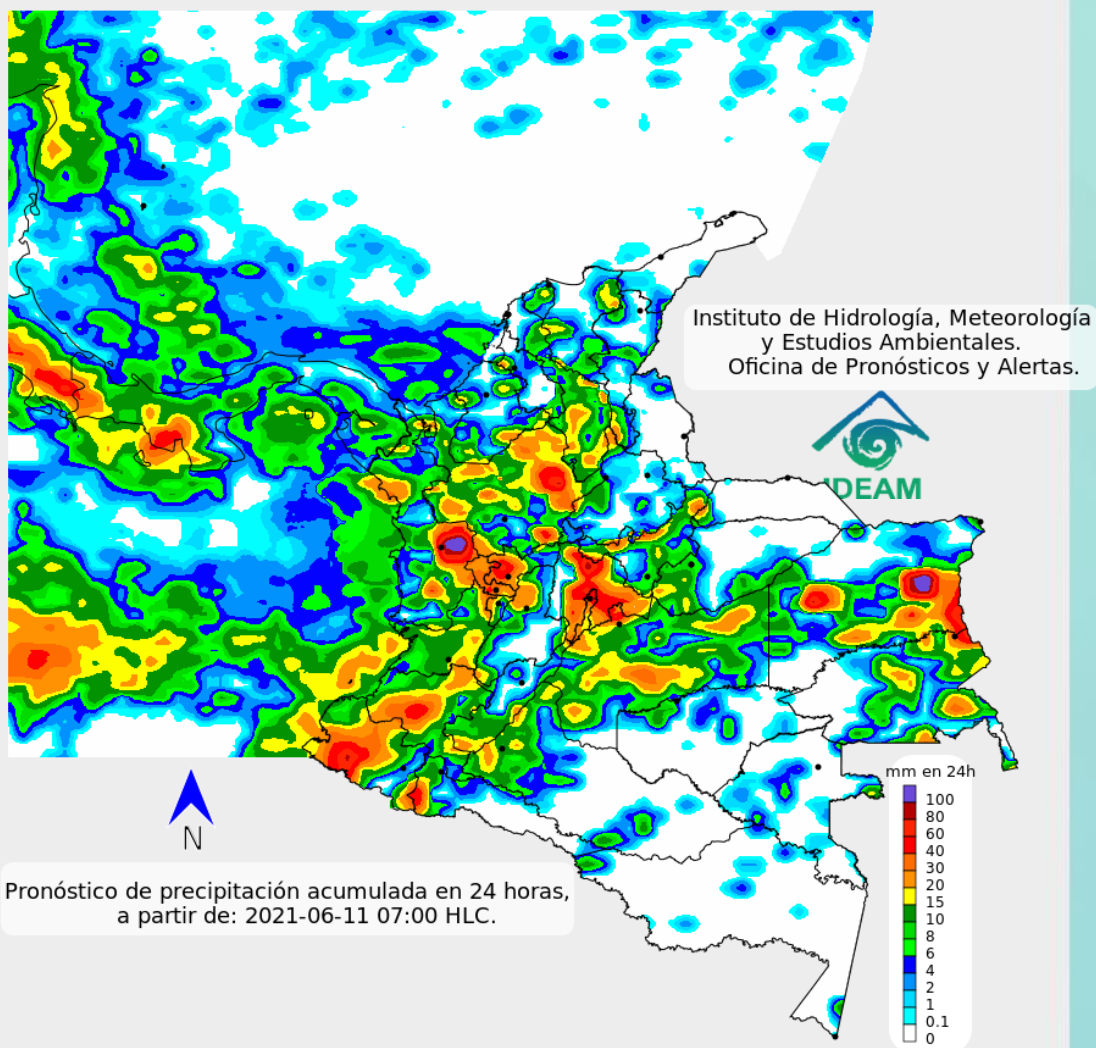 Instituto de Hidrología, Meteorología
y Estudios Ambientales.
Oficina de Pronósticos y Alertas.
IDEAM
mm en 24h
100
80
60
40
30
20
15
10
8
6
4
2
1
0.1
0
N
Pronóstico de precipitación acumulada en 24 horas,
a partir de: 2021-06-11 07:00 HLC.